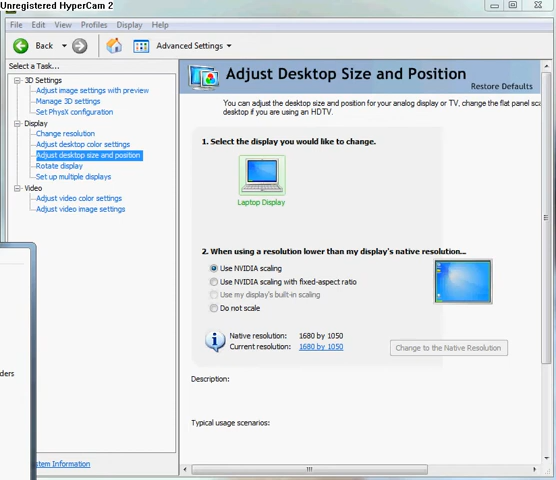 Unregistered HyperCam 2
File Edit View Profiles Display Help
Back Advanced Settings
Select a Task...
3D Settings
Adjust image settings with preview
Manage 3D settings
Set PhysX configuration
Display
Change resolution
Adjust desktop color settings
Adjust desktop size and position
Rotate display
Set up multiple displays
Video
Adjust video color settings
Adjust video image settings
ders
stem Information
Adjust Desktop Size and Position
Restore Defaults
You can adjust the desktop size and position for your analog display or TV, change the flat panel sca
desktop if you are using an HDTV.
1. Select the display you would like to change.
Laptop Display
2. When using a resolution lower than my display's native resolution...
Use NVIDIA scaling
Use NVIDIA scaling with fixed-aspect ratio
Use my display's built-in scaling
Do not scale
Native resolution: 1680 by 1050
Current resolution: 1680 by 1050
Change to the Native Resolution
Description:
Typical usage scenarios: